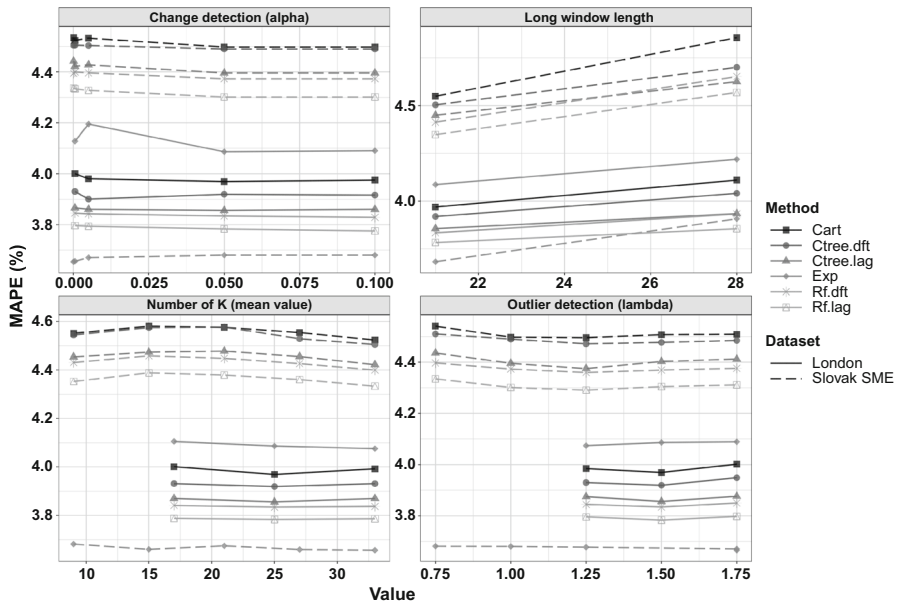 Change detection (alpha)
Long window length
4.4
4.2
4.0
3.8
4.5
4.0
0.000 0.025 0.050 0.075 0.100
22 24 26 28
Number of K (mean value)
Outlier detection (lambda)
4.6
4.4
4.2
4.0
3.8
4.4
4.2
4.0
3.8
10 15 20 25 30
0.75 1.00 1.25 1.50 1.75
MAPE (%)
Value
Method
Cart
Ctree.dft
Ctree.lag
Exp
Rf.dft
Rf.lag
Dataset
London
Slovak SME